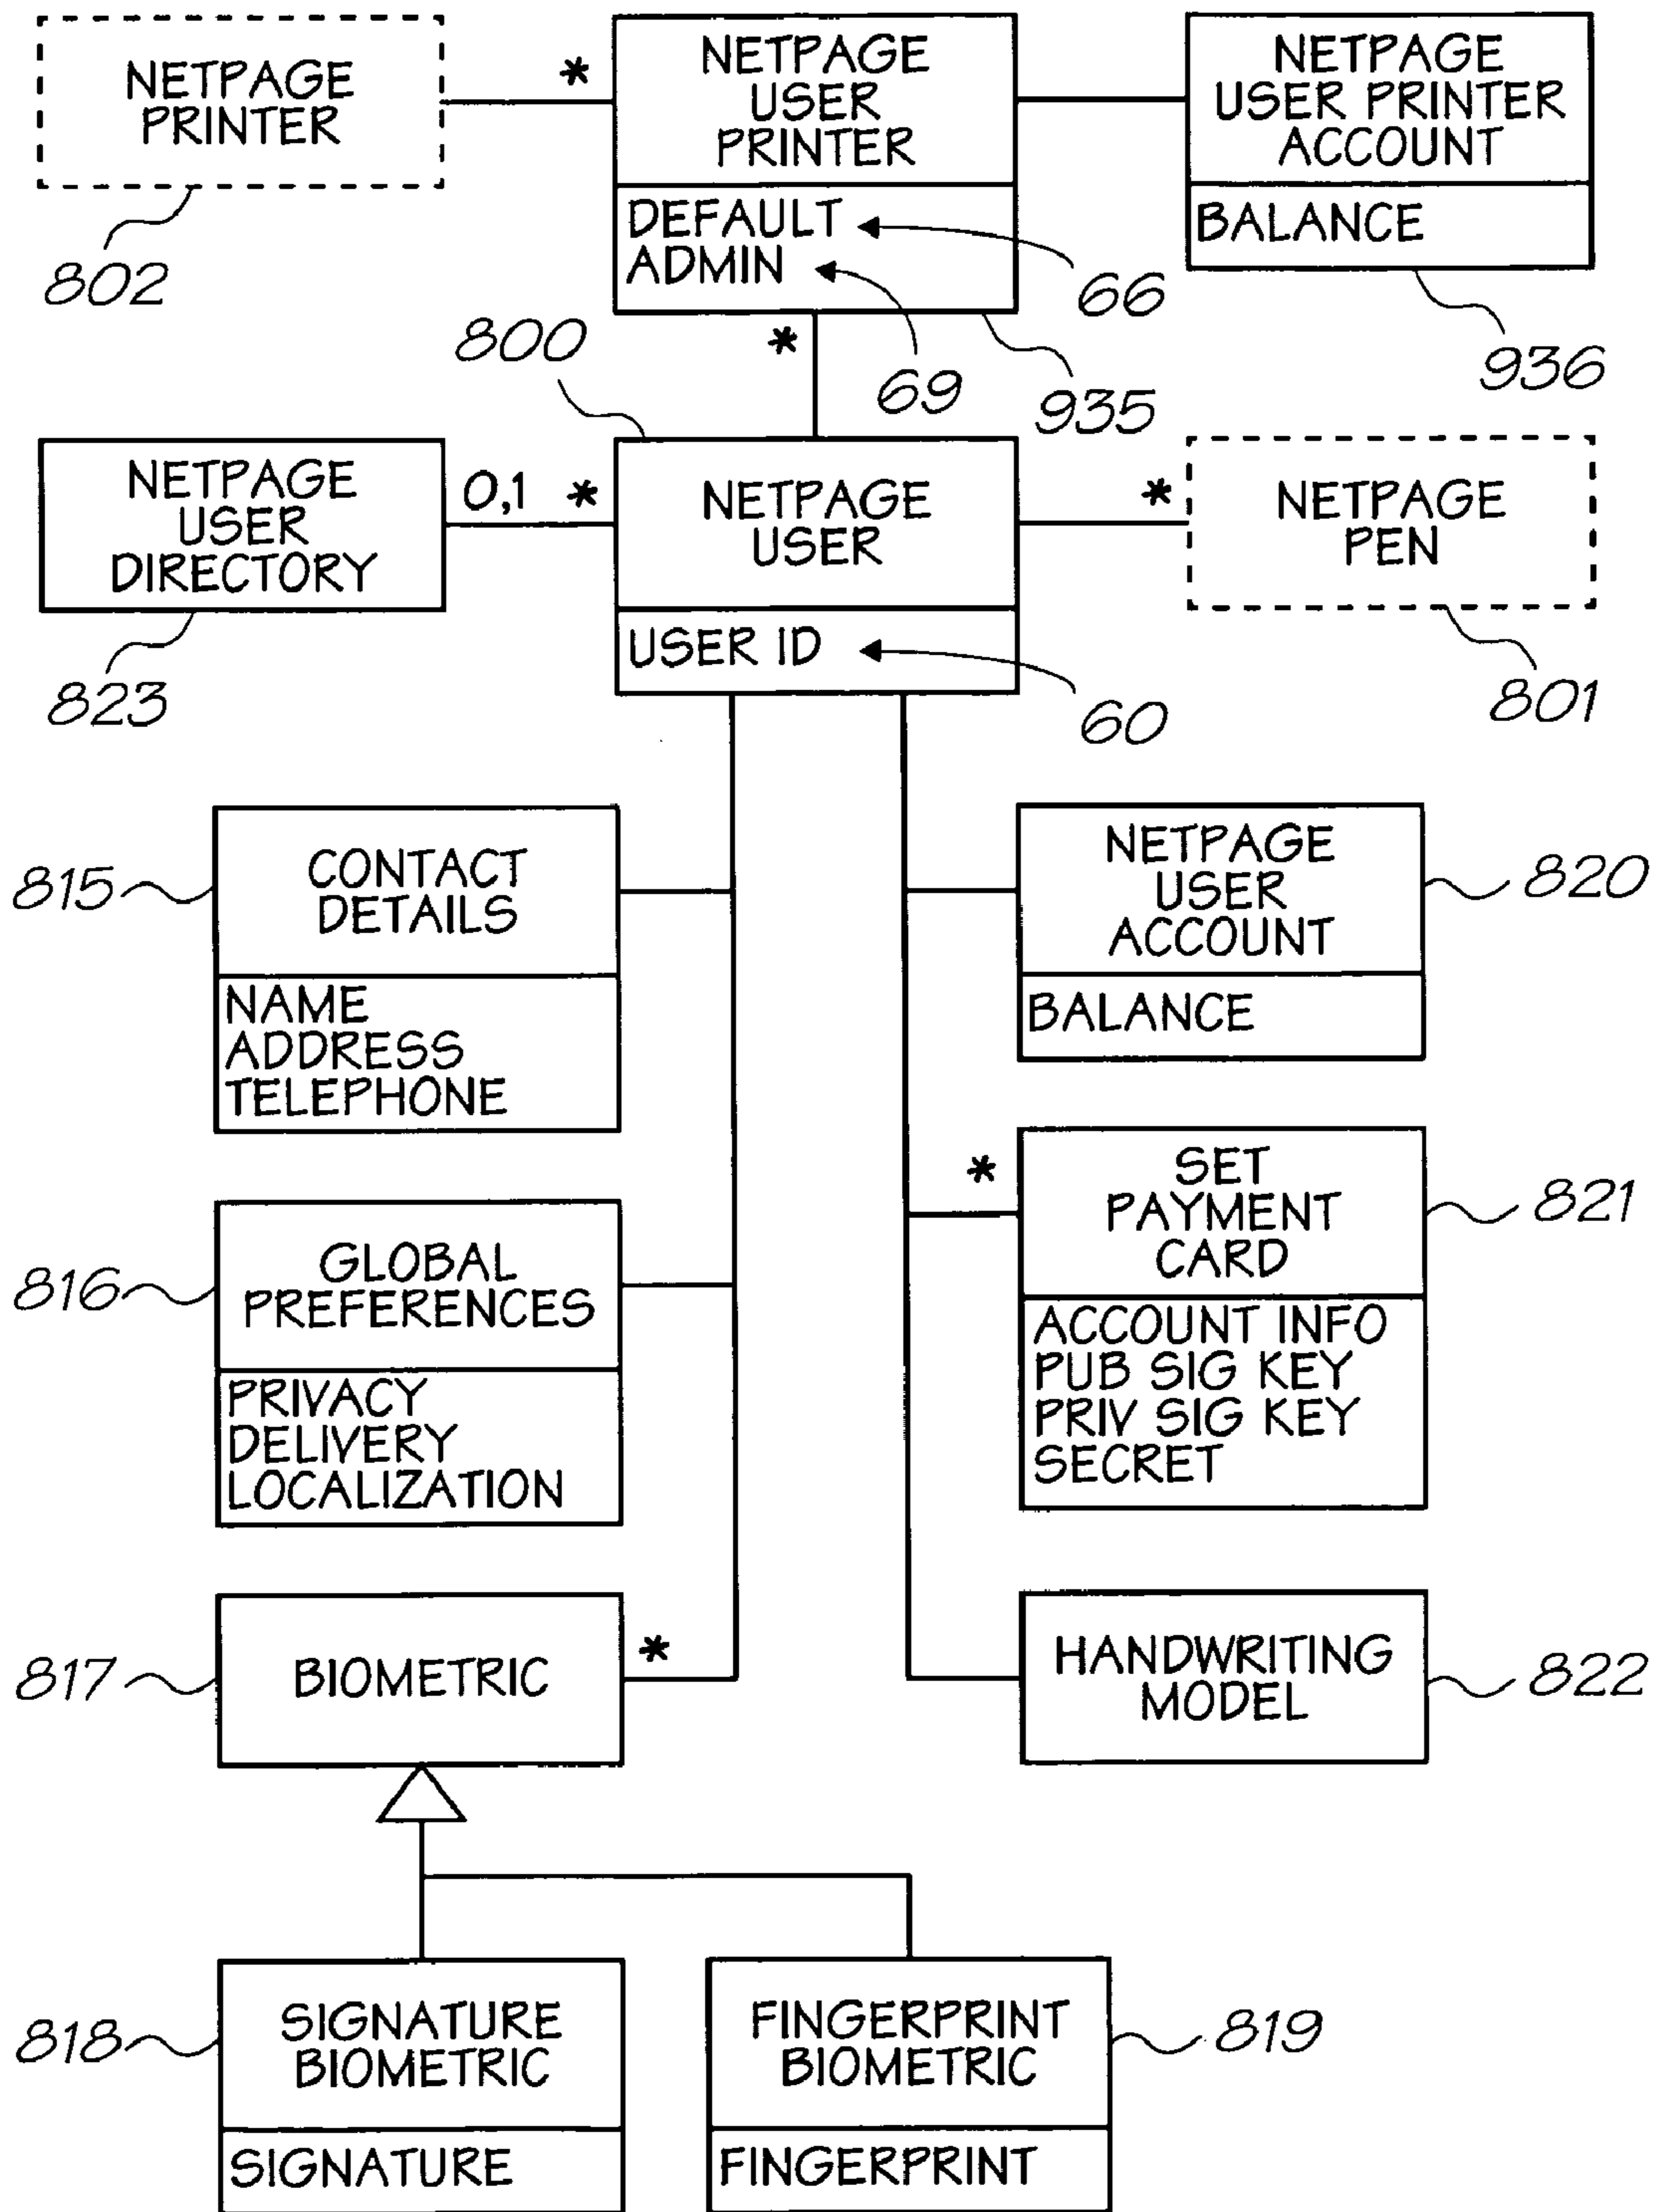 NETPAGE
PRINTER
802
*
NETPAGE
USER
PRINTER
DEFAULT
ADMIN
66
69
935
NETPAGE
USER PRINTER
ACCOUNT
BALANCE
936
*
800
NETPAGE
USER
DIRECTORY
823
0,1 *
NETPAGE
USER
USER ID
60
*
NETPAGE
PEN
801
815
CONTACT
DETAILS
NAME
ADDRESS
TELEPHONE
NETPAGE
USER
ACCOUNT
BALANCE
820
816
GLOBAL
PREFERENCES
PRIVACY
DELIVERY
LOCALIZATION
*
SET
PAYMENT
CARD
ACCOUNT INFO
PUB SIG KEY
PRIV SIG KEY
SECRET
821
817
BIOMETRIC
*
HANDWRITING
MODEL
822
818
SIGNATURE
BIOMETRIC
SIGNATURE
FINGERPRINT
BIOMETRIC
FINGERPRINT
819